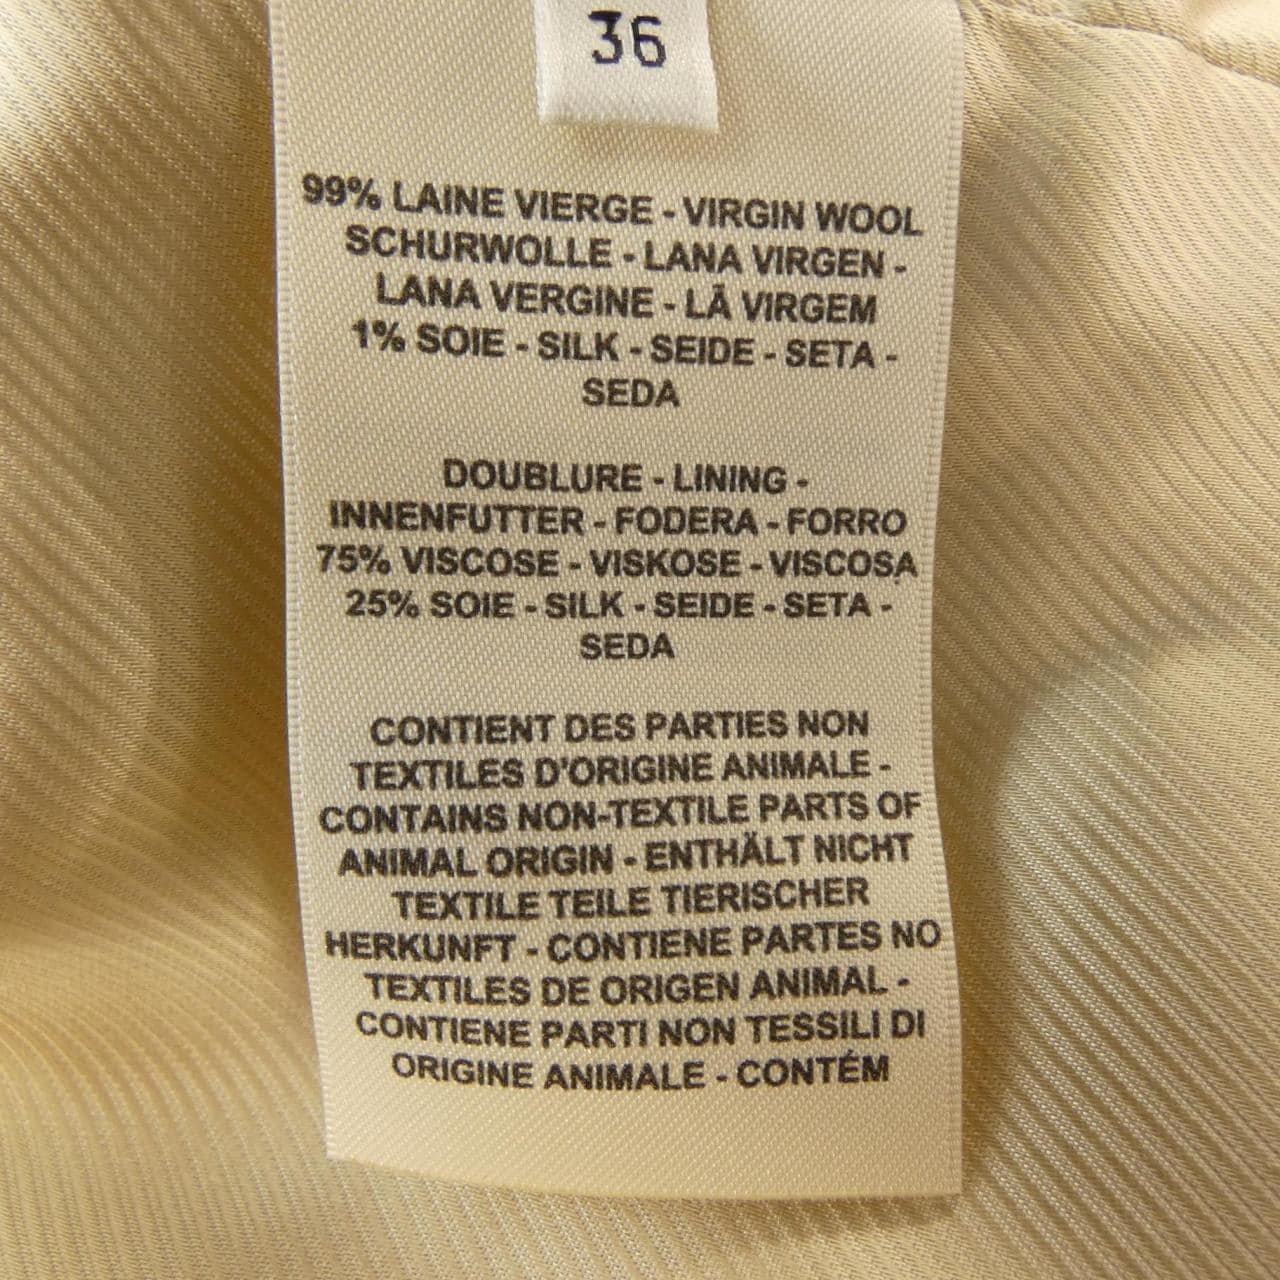 36
99% LAINE VIERGE - VIRGIN WOOL
SCHURWOLLE - LANA VIRGEN -
LANA VERGINE - LÃ VIRGEM
1% SOIE - SILK - SEIDE - SETA -
SEDA
DOUBLURE - LINING -
INNENFUTTER - FODERA - FORRO
75% VISCOSE - VISKOSE - VISCOSA
25% SOIE - SILK - SEIDE - SETA -
SEDA
CONTIENT DES PARTIES NON
TEXTILES D'ORIGINE ANIMALE -
CONTAINS NON-TEXTILE PARTS OF
ANIMAL ORIGIN - ENTHÄLT NICHT
TEXTILE TEILE TIERISCHER
HERKUNFT - CONTIENE PARTES NO
TEXTILES DE ORIGEN ANIMAL -
CONTIENE PARTI NON TESSILI DI
ORIGINE ANIMALE - CONTÉM